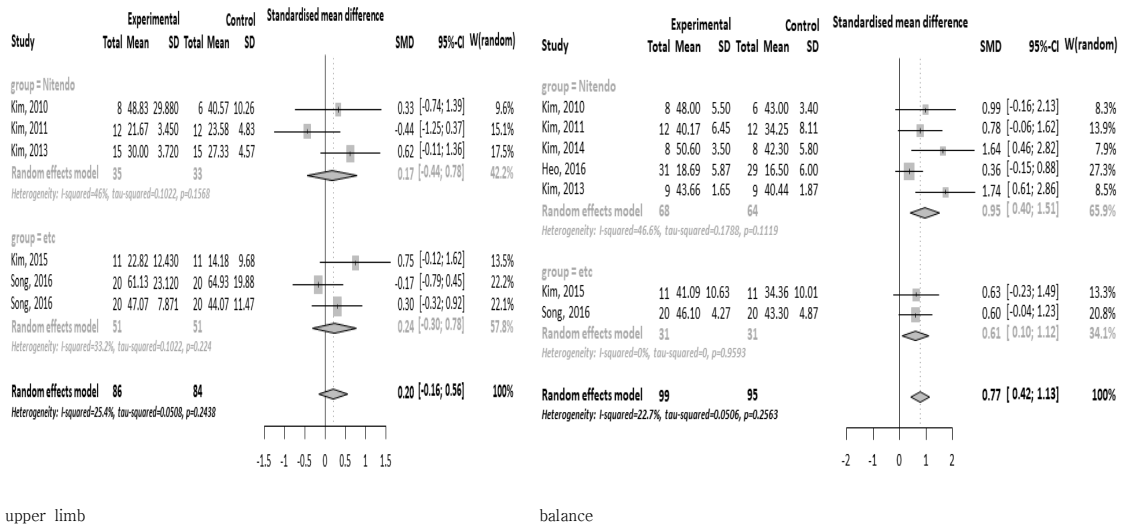 Experimental Control Standardised mean difference
Study Total Mean SD Total Mean SD SMD 95%-CI W(random)
group = Nitendo
Kim, 2010 8 48.83 29.880 6 40.57 10.26 0.33 [-0.74; 1.39] 9.6%
Kim, 2011 12 21.67 3.450 12 23.58 4.83 -0.44 [-1.25; 0.37] 15.1%
Kim, 2013 15 30.00 3.720 15 27.33 4.57 0.62 [-0.11; 1.36] 17.5%
Random effects model 35 33 0.17 [-0.44; 0.78] 42.2%
Heterogeneity: I-squared=46%, tau-squared=0.1022, p=0.1568
group = etc
Kim, 2015 11 22.82 12.430 11 14.18 9.68 0.75 [-0.12; 1.62] 13.5%
Song, 2016 20 61.13 23.120 20 64.93 19.88 -0.17 [-0.79; 0.45] 22.2%
Song, 2016 20 47.07 7.871 20 44.07 11.47 0.30 [-0.32; 0.92] 22.1%
Random effects model 51 51 0.24 [-0.30; 0.78] 57.8%
Heterogeneity: I-squared=33.2%, tau-squared=0.1022, p=0.224
Random effects model 86 84 0.20 [-0.16; 0.56] 100%
Heterogeneity: I-squared=25.4%, tau-squared=0.0508, p=0.2438
-1.5 -1 -0.5 0 0.5 1 1.5
upper limb
Experimental Control Standardised mean difference
Study Total Mean SD Total Mean SD SMD 95%-CI W(random)
group = Nitendo
Kim, 2010 8 48.00 5.50 6 43.00 3.40 0.99 [-0.16; 2.13] 8.3%
Kim, 2011 12 40.17 6.45 12 34.25 8.11 0.78 [-0.06; 1.62] 13.9%
Kim, 2014 8 50.60 3.50 8 42.30 5.80 1.64 [0.46; 2.82] 7.9%
Heo, 2016 31 18.69 5.87 29 16.50 6.00 0.36 [-0.15; 0.88] 27.3%
Kim, 2013 9 43.66 1.65 9 40.44 1.87 1.74 [0.61; 2.86] 8.5%
Random effects model 68 64 0.95 [0.40; 1.51] 65.9%
Heterogeneity: I-squared=46.6%, tau-squared=0.1788, p=0.1119
group = etc
Kim, 2015 11 41.09 10.63 11 34.36 10.01 0.63 [-0.23; 1.49] 13.3%
Song, 2016 20 46.10 4.27 20 43.30 4.87 0.60 [-0.04; 1.23] 20.8%
Random effects model 31 31 0.61 [0.10; 1.12] 34.1%
Heterogeneity: I-squared=0%, tau-squared=0, p=0.9593
Random effects model 99 95 0.77 [0.42; 1.13] 100%
Heterogeneity: I-squared=22.7%, tau-squared=0.0506, p=0.2563
-2 -1 0 1 2
balance